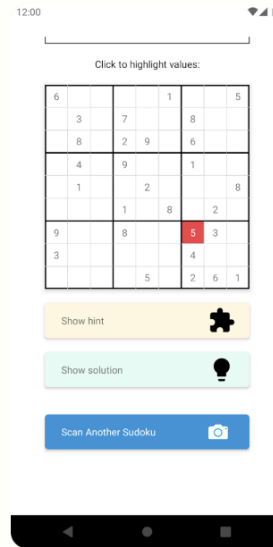 12:00
Click to highlight values:
6 1 5
3 7 8
8 2 9 6
4 9 1
1 2 8
1 8 2
9 8 5 3
3 4
5 2 6 1
Show hint
Show solution
Scan Another Sudoku